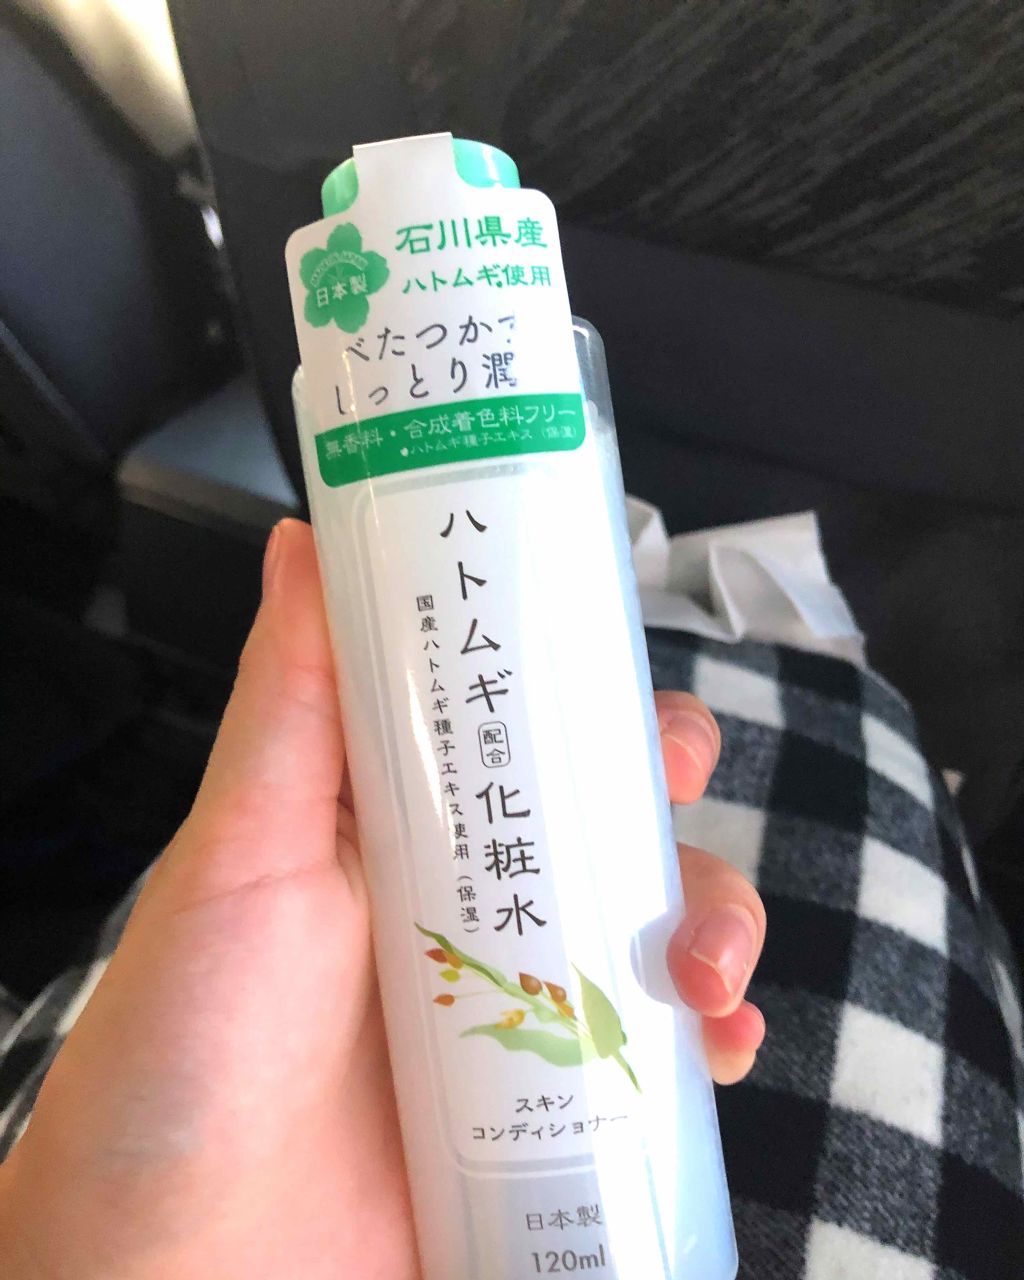 石川県産
ハトムギ使用
MADE IN JAPAN
日本製
べたつかず
しっとり潤
無香料・合成着色料フリー
●ハトムギ種子エキス（保湿）
ハトムギ配合化粧水
国産ハトムギ種子エキス使用（保湿）
スキン
コンディショナー
日本製
120ml